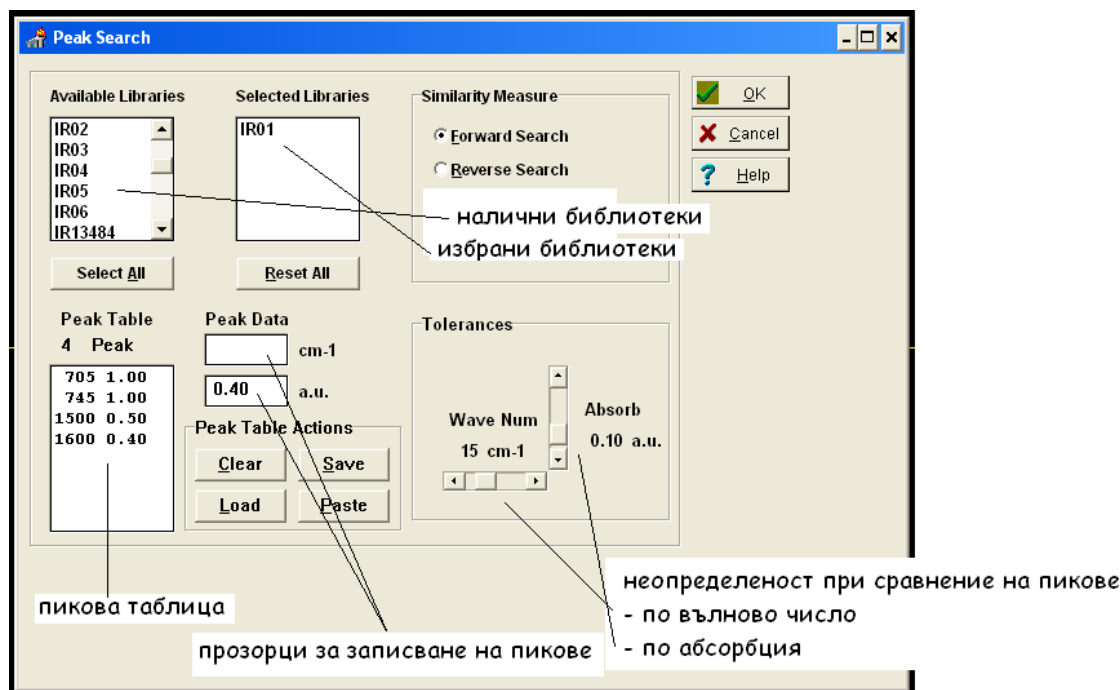 Peak Search
Available Libraries
IR02
IR03
IR04
IR05
IR06
IR13484
Select All
Selected Libraries
IR01
Reset All
Similarity Measure
Forward Search
Reverse Search
OK
Cancel
Help
налични библиотеки
избрани библиотеки
Peak Table
4 Peak
705 1.00
745 1.00
1500 0.50
1600 0.40
Peak Data
cm-1
0.40 a.u.
Peak Table Actions
Clear Save
Load Paste
Tolerances
Wave Num
15 cm-1
Absorb
0.10 a.u.
пикова таблица
прозорци за записване на пикове
неопределеност при сравнение на пикове
- по вълново число
- по абсорбция